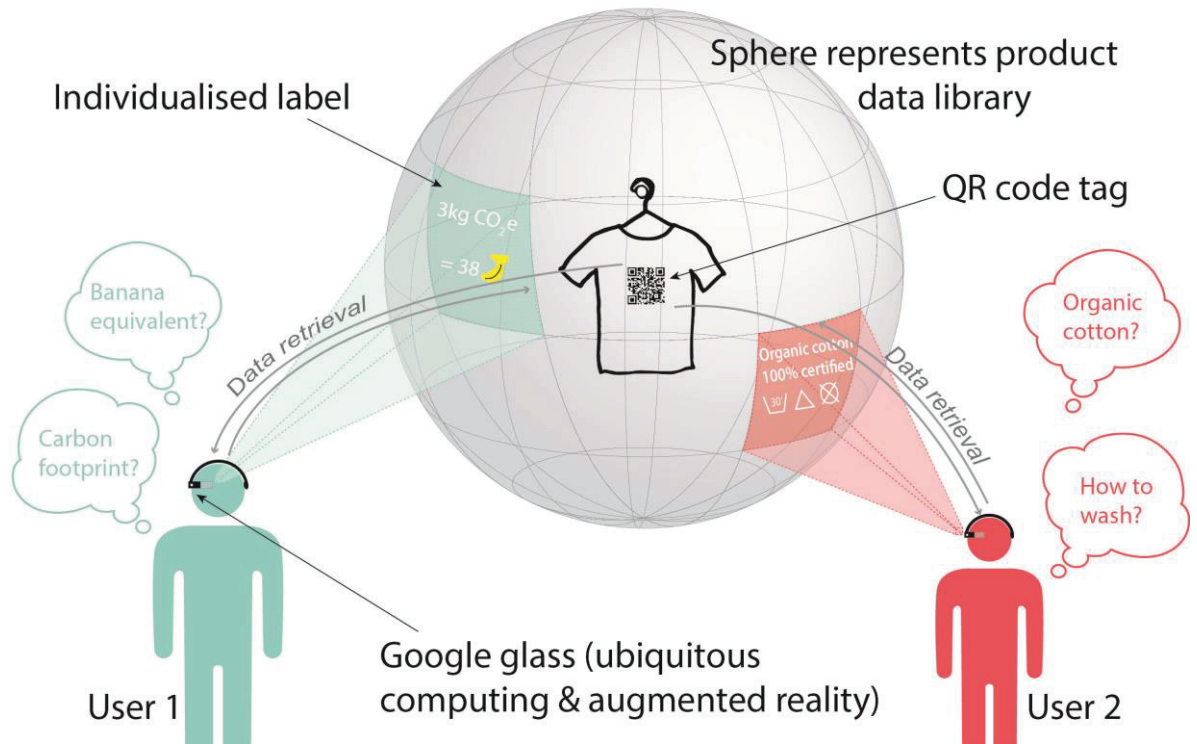 Sphere represents product
data library
Individualised label
QR code tag
3kg CO₂e
= 38
Banana
equivalent?
Data retrieval
Carbon
footprint?
Organic cotton
100% certified
30°
Data retrieval
Organic
cotton?
How to
wash?
Google glass (ubiquitous
computing & augmented reality)
User 1
User 2